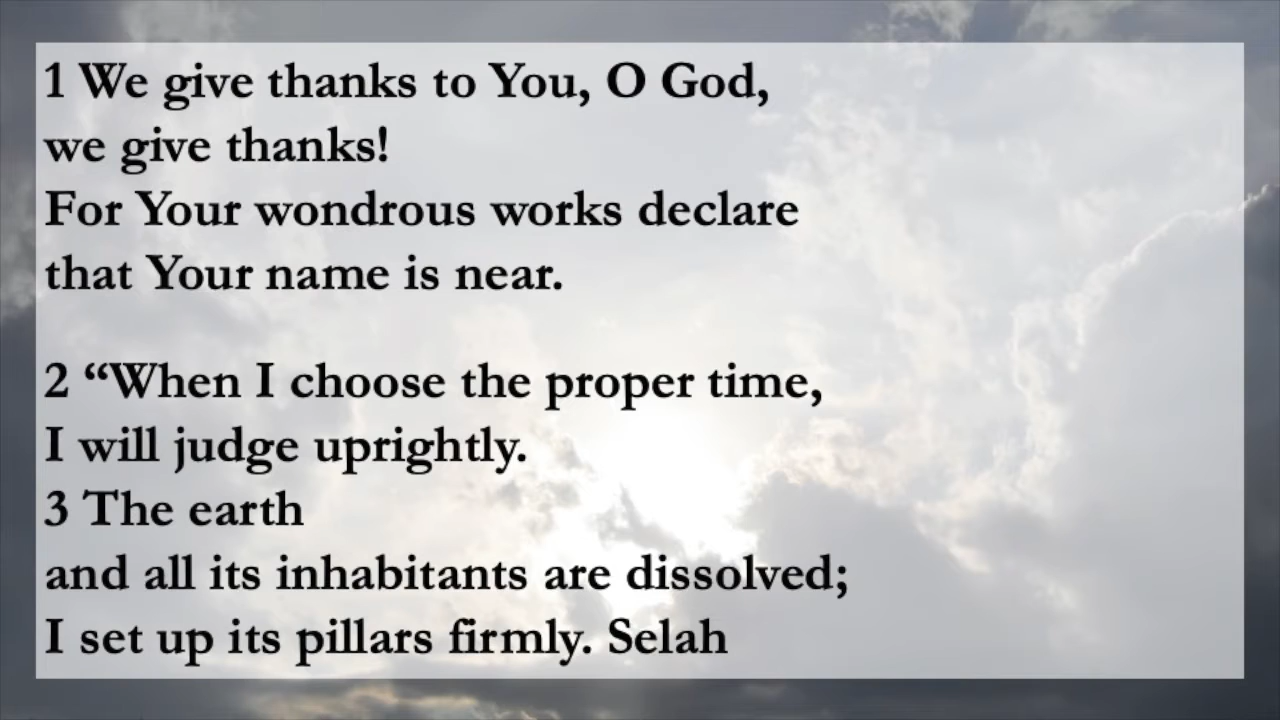 1 We give thanks to You, O God,
we give thanks!
For Your wondrous works declare
that Your name is near.
2 “When I choose the proper time,
I will judge uprightly.
3 The earth
and all its inhabitants are dissolved;
I set up its pillars firmly. Selah